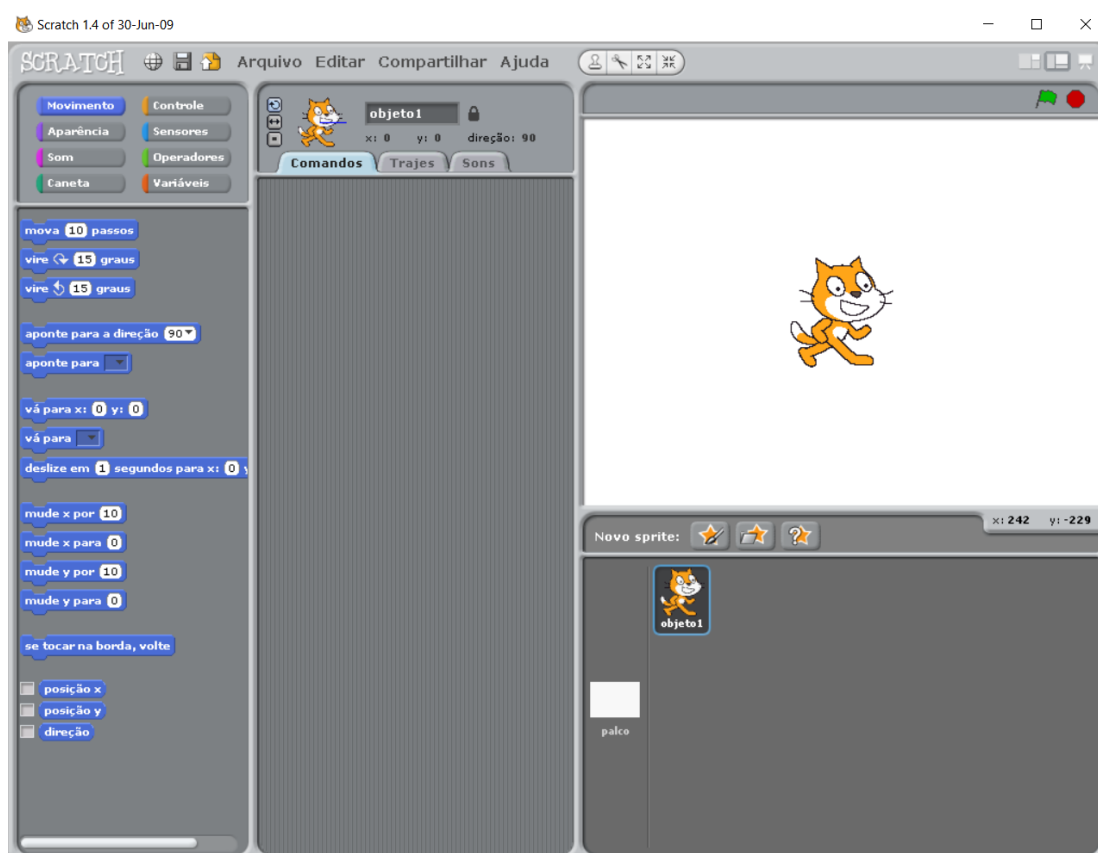 Scratch 1.4 of 30-Jun-09
SCRATCH Arquivo Editar Compartilhar Ajuda
Movimento Controle
Aparência Sensores
Som Operadores
Caneta Variáveis
mova 10 passos
vire 15 graus
vire 15 graus
aponte para a direção 90
aponte para
vá para x: 0 y: 0
vá para
deslize em 1 segundos para x: 0 y
mude x por 10
mude x para 0
mude y por 10
mude y para 0
se tocar na borda, volte
posição x
posição y
direção
objeto1
x: 0 y: 0 direção: 90
Comandos Trajes Sons
x: 242 y: -229
Novo sprite:
objeto1
palco